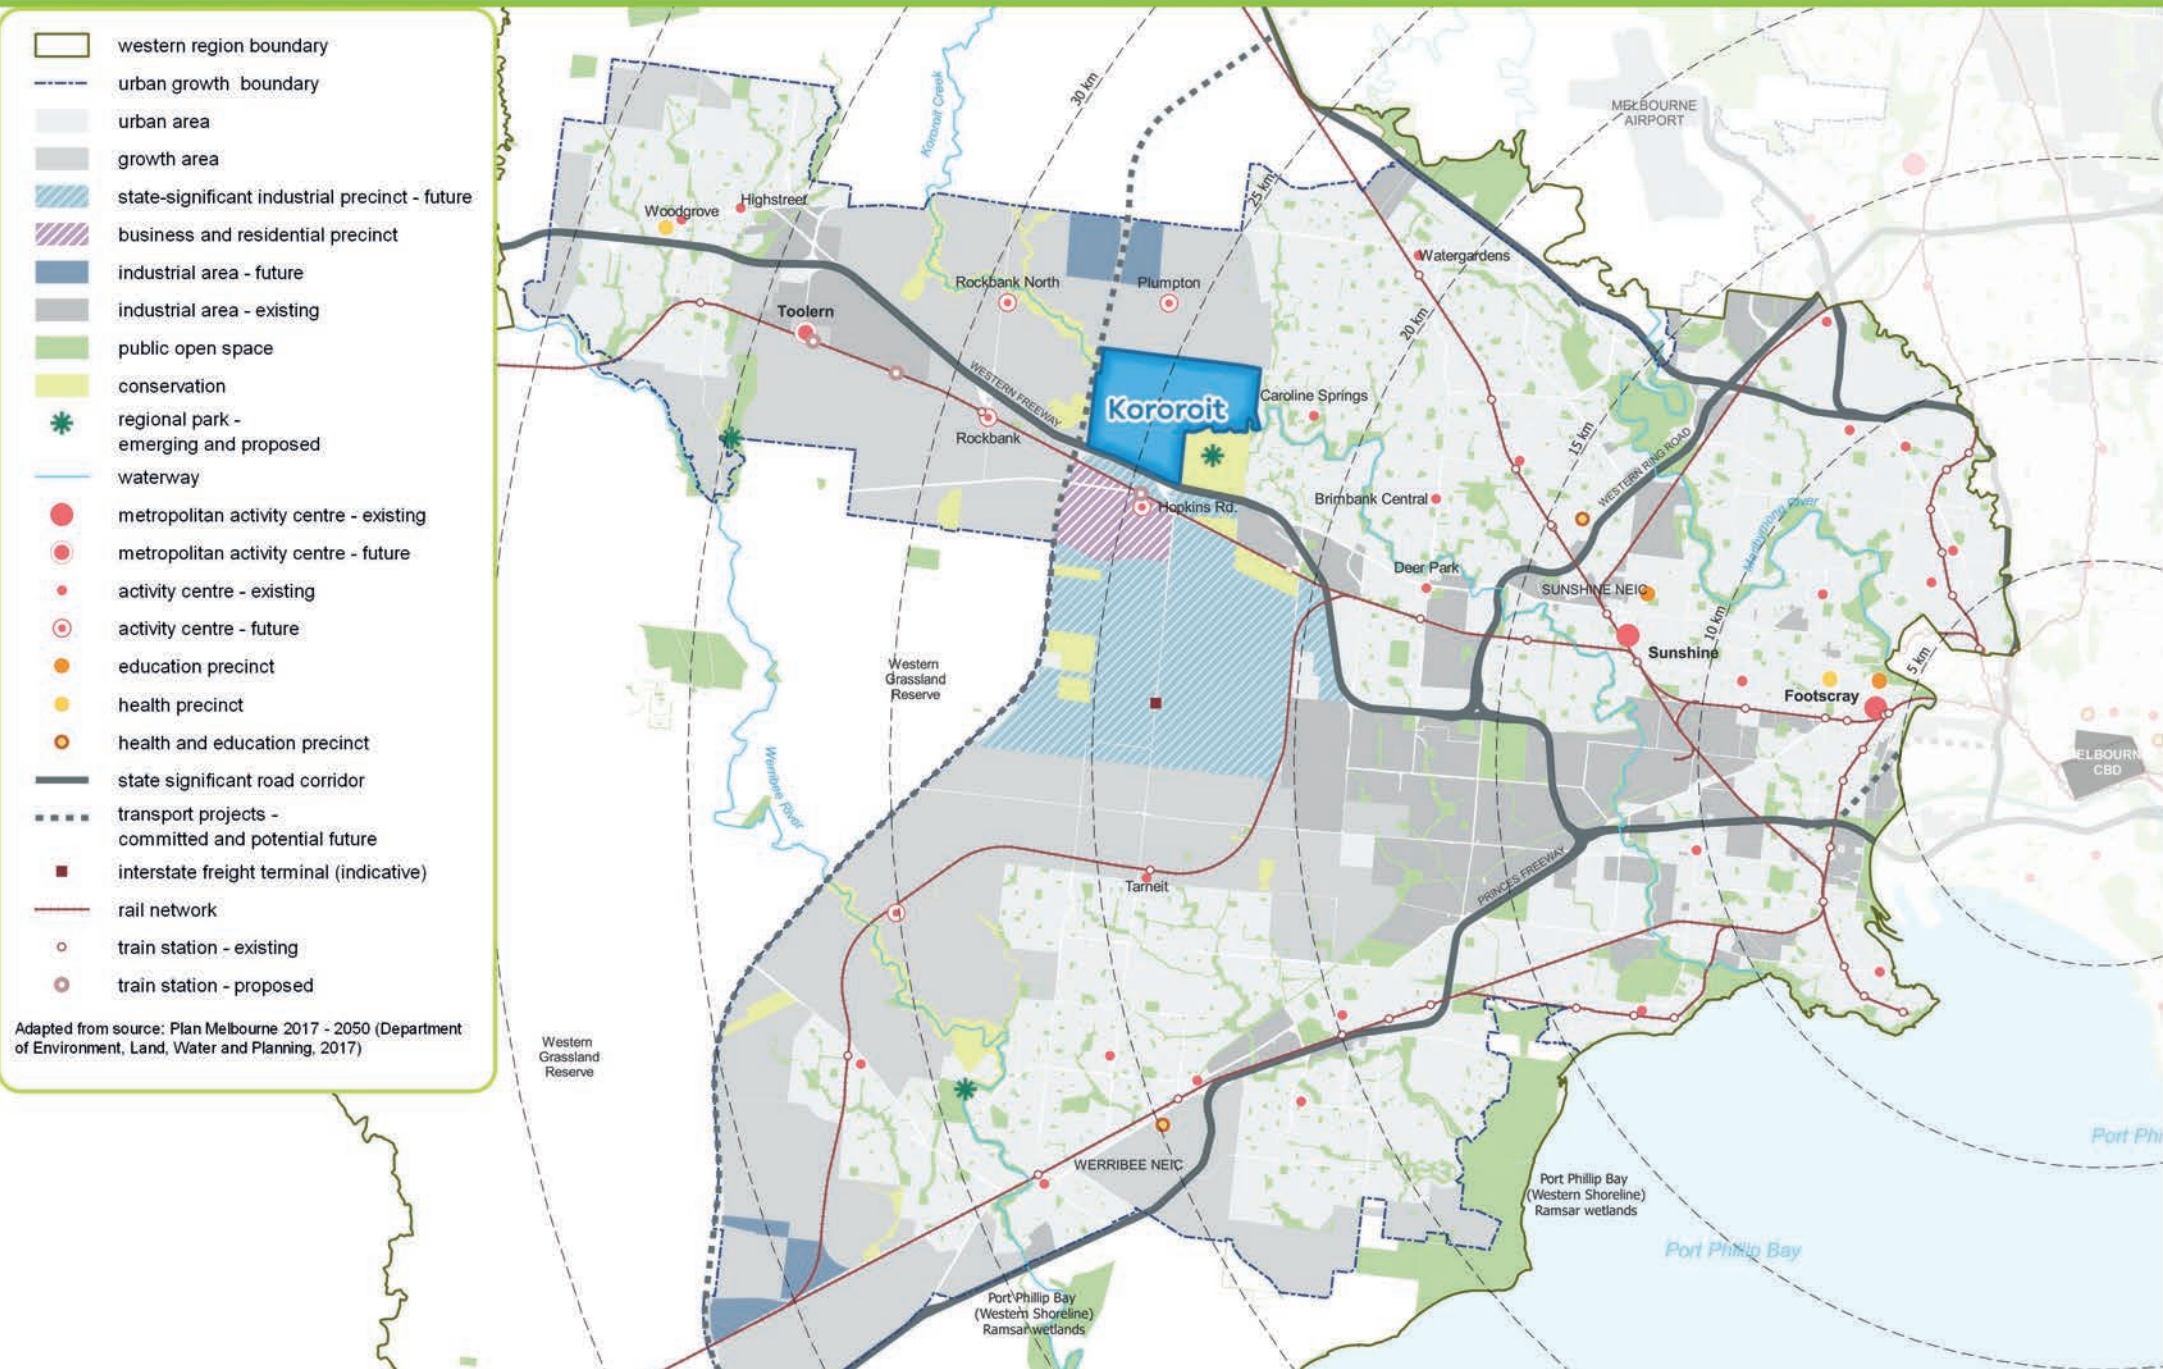 western region boundary
urban growth boundary
urban area
growth area
state-significant industrial precinct - future
business and residential precinct
industrial area - future
industrial area - existing
public open space
conservation
regional park -
emerging and proposed
waterway
metropolitan activity centre - existing
metropolitan activity centre - future
activity centre - existing
activity centre - future
education precinct
health precinct
health and education precinct
state significant road corridor
transport projects -
committed and potential future
interstate freight terminal (indicative)
rail network
train station - existing
train station - proposed
Adapted from source: Plan Melbourne 2017 - 2050 (Department
of Environment, Land, Water and Planning, 2017)
Kororoit Creek
30 km
MELBOURNE
AIRPORT
25 km
Woodgrove
Highstreet
Watergardens
Rockbank North
Plumpton
Toolern
20 km
WESTERN FREEWAY
Kororoit
Caroline Springs
Rockbank
15 km
WESTERN RING ROAD
Brimbank Central
Hopkins Rd.
Maribyrnong River
Deer Park
SUNSHINE NEIC
10 km
Sunshine
5 km
Western
Grassland
Reserve
Footscray
ELBOURN
CBD
Werribee River
PRINCES FREEWAY
Tarneit
Western
Grassland
Reserve
WERRIBEE NEIC
Port Phi
Port Phillip Bay
(Western Shoreline)
Ramsar wetlands
Port Phillip Bay
Port Phillip Bay
(Western Shoreline)
Ramsar wetlands